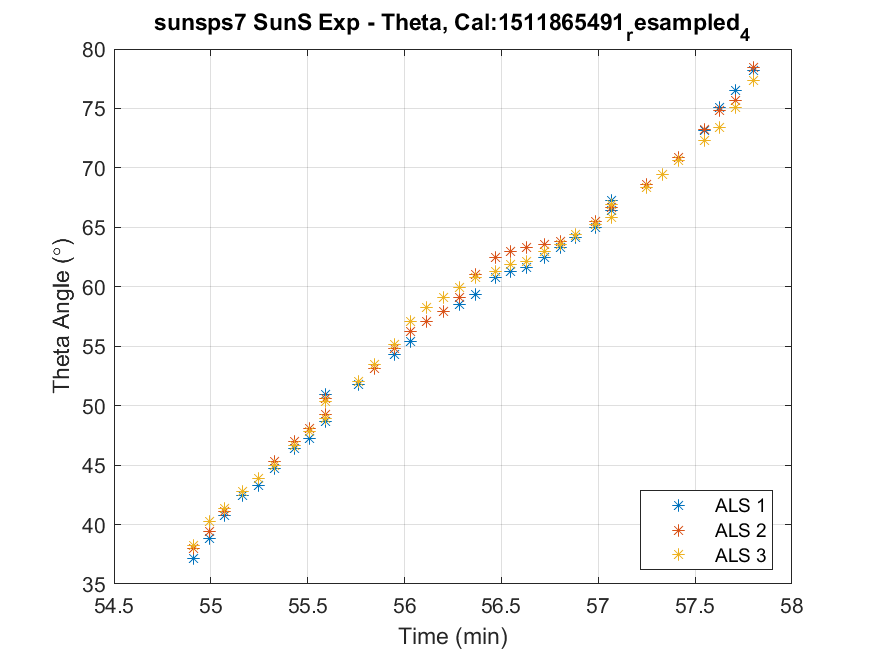 sunsps7 SunS Exp - Theta, Cal:1511865491_resampled_4
80
75
70
65
60
55
50
45
40
35
Theta Angle (°)
ALS 1
ALS 2
ALS 3
54.5 55 55.5 56 56.5 57 57.5 58
Time (min)